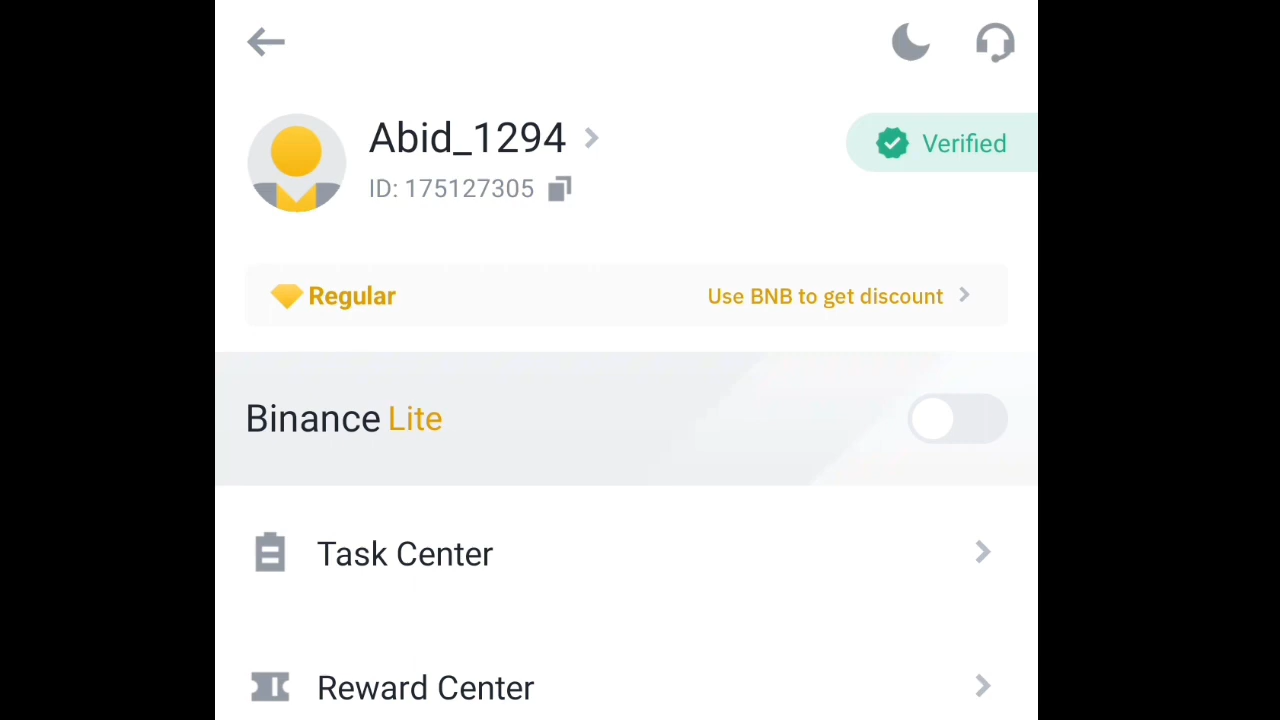 Abid_1294
Verified
ID: 175127305
Regular
Use BNB to get discount
Binance Lite
Task Center
Reward Center